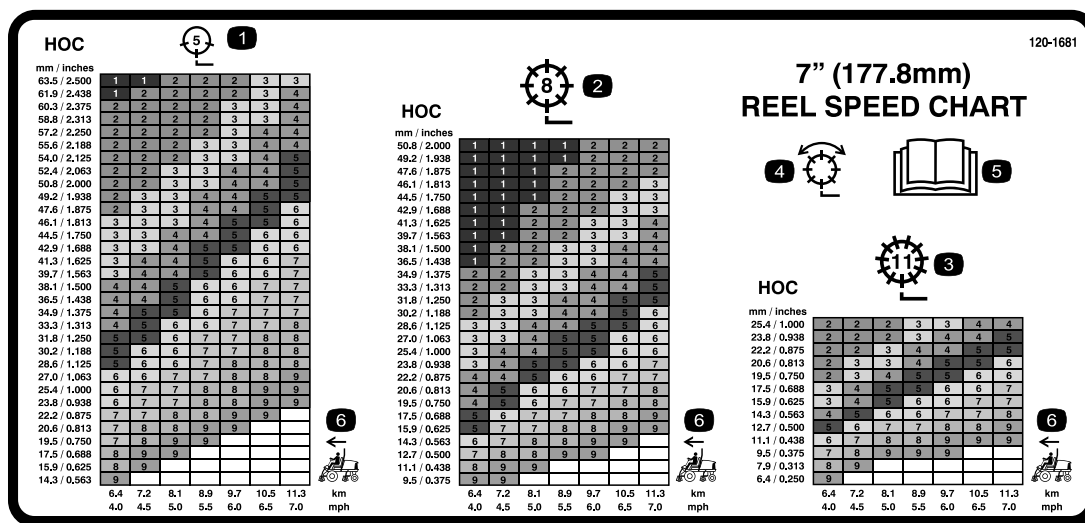 120-1681
7” (177.8mm)
REEL SPEED CHART
4
5
HOC
5
1
mm / inches
63.5 / 2.500 1 1 2 2 2 3 3
61.9 / 2.438 1 2 2 2 2 3 4
60.3 / 2.375 2 2 2 2 3 3 4
58.8 / 2.313 2 2 2 2 3 3 4
57.2 / 2.250 2 2 2 2 3 4 4
55.6 / 2.188 2 2 2 3 3 4 4
54.0 / 2.125 2 2 2 3 3 4 5
52.4 / 2.063 2 2 3 3 4 4 5
50.8 / 2.000 2 2 3 3 4 4 5
49.2 / 1.938 2 3 3 4 4 5 5
47.6 / 1.875 2 3 3 4 4 5 6
46.1 / 1.813 3 3 3 4 5 5 6
44.5 / 1.750 3 3 4 4 5 6 6
42.9 / 1.688 3 3 4 5 5 6 6
41.3 / 1.625 3 4 4 5 6 6 7
39.7 / 1.563 3 4 4 5 6 6 7
38.1 / 1.500 4 4 5 6 6 7 7
36.5 / 1.438 4 4 5 6 6 7 7
34.9 / 1.375 4 5 5 6 6 7 7
33.3 / 1.313 4 5 6 6 7 7 8
31.8 / 1.250 5 5 6 6 7 7 8
30.2 / 1.188 5 6 6 7 7 8 8
28.6 / 1.125 5 6 6 7 8 8 8
27.0 / 1.063 6 6 7 7 8 8 9
25.4 / 1.000 6 7 7 8 8 9 9
23.8 / 0.938 6 7 7 8 8 9 9
22.2 / 0.875 7 7 8 8 9 9
20.6 / 0.813 7 8 8 9 9
19.5 / 0.750 7 8 9 9
17.5 / 0.688 8 9 9
15.9 / 0.625 8 9
14.3 / 0.563 9
6.4 7.2 8.1 8.9 9.7 10.5 11.3 km
4.0 4.5 5.0 5.5 6.0 6.5 7.0 mph
6
HOC
8
2
mm / inches
50.8 / 2.000 1 1 1 1 2 2 2
49.2 / 1.938 1 1 1 1 2 2 2
47.6 / 1.875 1 1 1 2 2 2 2
46.1 / 1.813 1 1 1 2 2 2 3
44.5 / 1.750 1 1 1 2 2 3 3
42.9 / 1.688 1 1 2 2 2 3 3
41.3 / 1.625 1 1 2 2 3 3 4
39.7 / 1.563 1 1 2 2 3 3 4
38.1 / 1.500 1 2 2 3 3 4 4
36.5 / 1.438 1 2 2 3 3 4 4
34.9 / 1.375 2 2 3 3 4 4 5
33.3 / 1.313 2 2 3 3 4 4 5
31.8 / 1.250 2 3 3 4 4 5 5
30.2 / 1.188 2 3 3 4 4 5 6
28.6 / 1.125 3 3 4 4 5 5 6
27.0 / 1.063 3 3 4 5 5 6 6
25.4 / 1.000 3 4 4 5 5 6 6
23.8 / 0.938 3 4 4 5 6 6 7
22.2 / 0.875 4 4 5 6 6 7 7
20.6 / 0.813 4 5 6 6 7 7 8
19.5 / 0.750 4 5 6 7 7 8 8
17.5 / 0.688 5 6 7 7 8 8 9
15.9 / 0.625 5 6 7 8 8 9 9
14.3 / 0.563 6 7 8 8 9 9
12.7 / 0.500 7 8 8 9 9
11.1 / 0.438 8 8 9
9.5 / 0.375 9 9
6.4 7.2 8.1 8.9 9.7 10.5 11.3 km
4.0 4.5 5.0 5.5 6.0 6.5 7.0 mph
6
HOC
11
3
mm / inches
25.4 / 1.000 2 2 2 3 3 4 4
23.8 / 0.938 2 2 2 3 4 4 5
22.2 / 0.875 2 2 3 4 4 5 5
20.6 / 0.813 2 3 4 4 5 5 6
19.5 / 0.750 2 3 4 5 5 6 6
17.5 / 0.688 3 4 5 5 6 6 7
15.9 / 0.625 3 4 5 6 6 7 7
14.3 / 0.563 4 5 6 7 7 7 8
12.7 / 0.500 5 6 7 7 8 8 9
11.1 / 0.438 6 7 8 8 9 9 9
9.5 / 0.375 7 8 9 9
7.9 / 0.313 8 9
6.4 / 0.250 9
6.4 7.2 8.1 8.9 9.7 10.5 11.3 km
4.0 4.5 5.0 5.5 6.0 6.5 7.0 mph
6